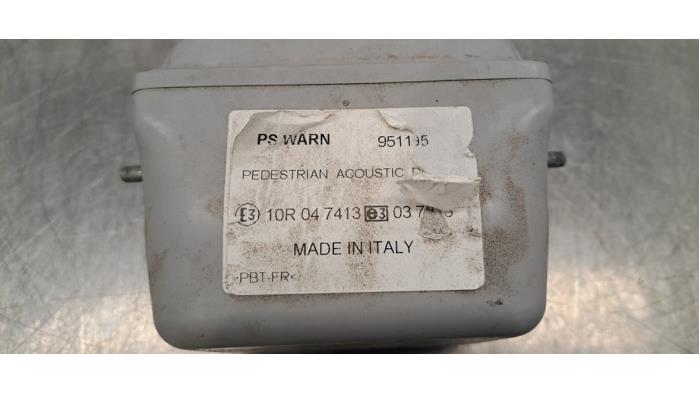 PS WARN 951195
PEDESTRIAN ACOUSTIC
E3 10R 04 7413 e3 03
MADE IN ITALY
PBT-FR<